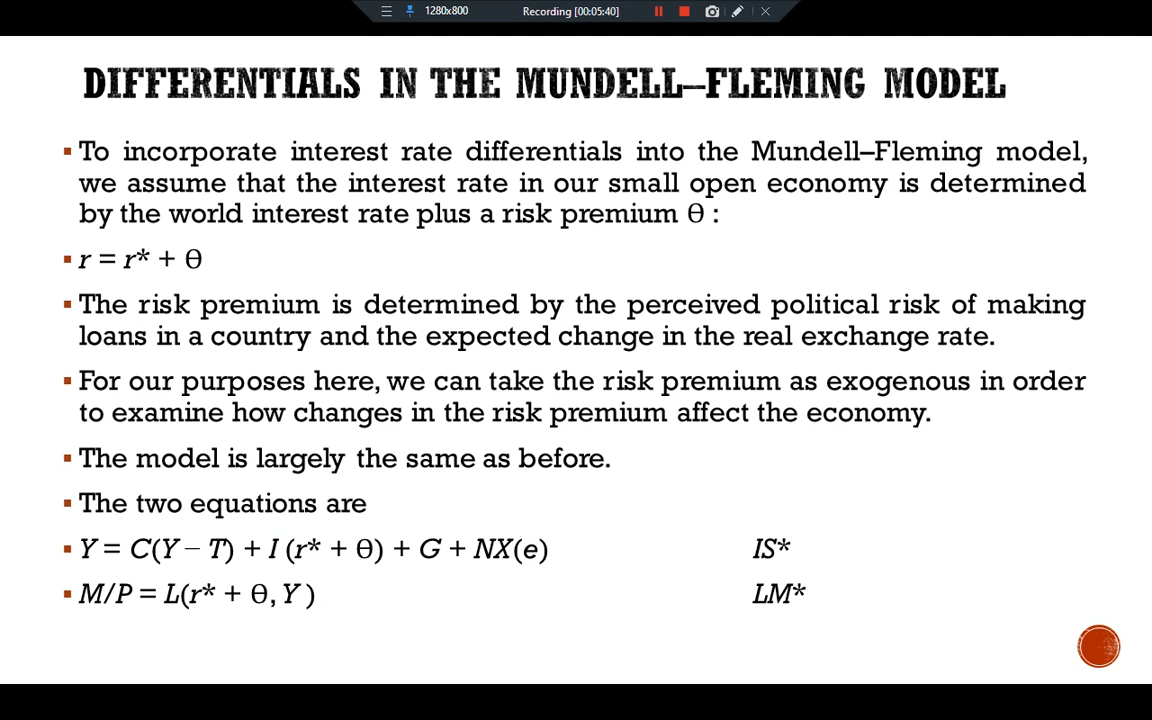 1280x800
Recording [00:05:40]
DIFFERENTIALS IN THE MUNDELL–FLEMING MODEL
▪ To incorporate interest rate differentials into the Mundell–Fleming model,
we assume that the interest rate in our small open economy is determined
by the world interest rate plus a risk premium Ө :
▪ r = r* + Ө
▪ The risk premium is determined by the perceived political risk of making
loans in a country and the expected change in the real exchange rate.
▪ For our purposes here, we can take the risk premium as exogenous in order
to examine how changes in the risk premium affect the economy.
▪ The model is largely the same as before.
▪ The two equations are
▪ Y = C(Y – T) + I (r* + Ө) + G + NX(e) IS*
▪ M/P = L(r* + Ө, Y ) LM*